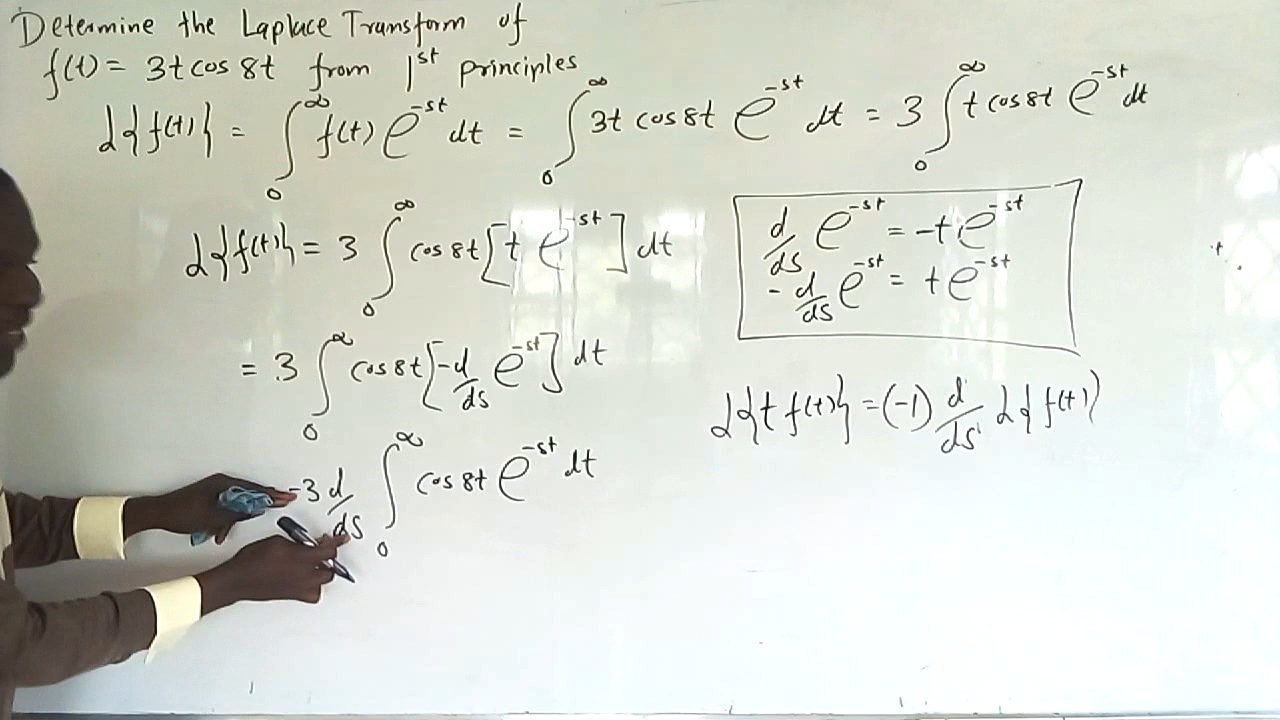 Determine the Laplace Transform of
f(t) = 3t cos 8t from 1st principles
ℒ{f(t)} = ∫₀^∞ f(t) e^{-st} dt = ∫₀^∞ 3t cos 8t e^{-st} dt = 3 ∫₀^∞ t cos 8t e^{-st} dt
ℒ{f(t)} = 3 ∫₀^∞ cos 8t [t e^{-st}] dt
d/ds e^{-st} = -t e^{-st}
-d/ds e^{-st} = t e^{-st}
= 3 ∫₀^∞ cos 8t [-d/ds e^{-st}] dt
ℒ{t f(t)} = (-1) d/ds ℒ{f(t)}
-3 d/ds ∫₀^∞ cos 8t e^{-st} dt